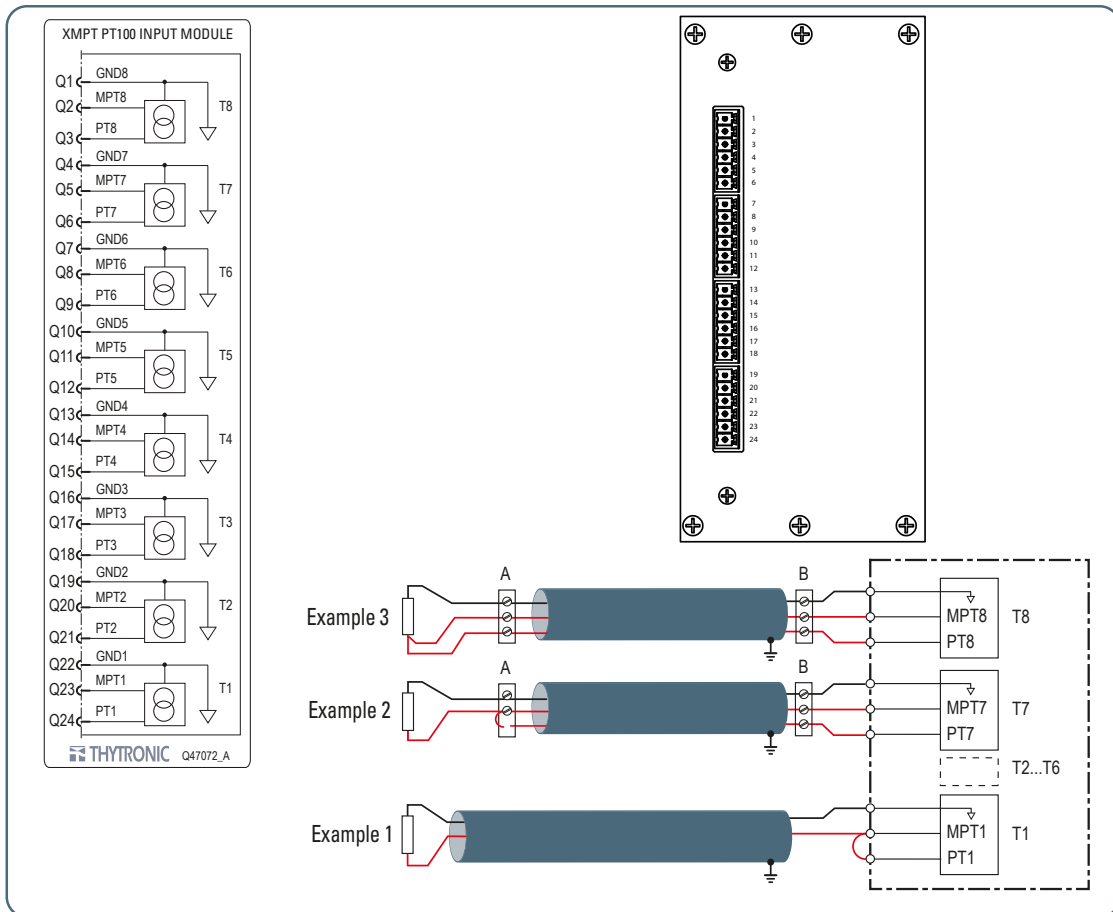 XMPT PT100 INPUT MODULE
Q1 GND8
Q2 MPT8 T8
Q3 PT8
Q4 GND7
Q5 MPT7 T7
Q6 PT7
Q7 GND6
Q8 MPT6 T6
Q9 PT6
Q10 GND5
Q11 MPT5 T5
Q12 PT5
Q13 GND4
Q14 MPT4 T4
Q15 PT4
Q16 GND3
Q17 MPT3 T3
Q18 PT3
Q19 GND2
Q20 MPT2 T2
Q21 PT2
Q22 GND1
Q23 MPT1 T1
Q24 PT1
THYTRONIC Q47072_A
1
2
3
4
5
6
7
8
9
10
11
12
13
14
15
16
17
18
19
20
21
22
23
24
A B
Example 3 MPT8 T8
PT8
A B
Example 2 MPT7 T7
PT7
T2...T6
Example 1 MPT1 T1
PT1